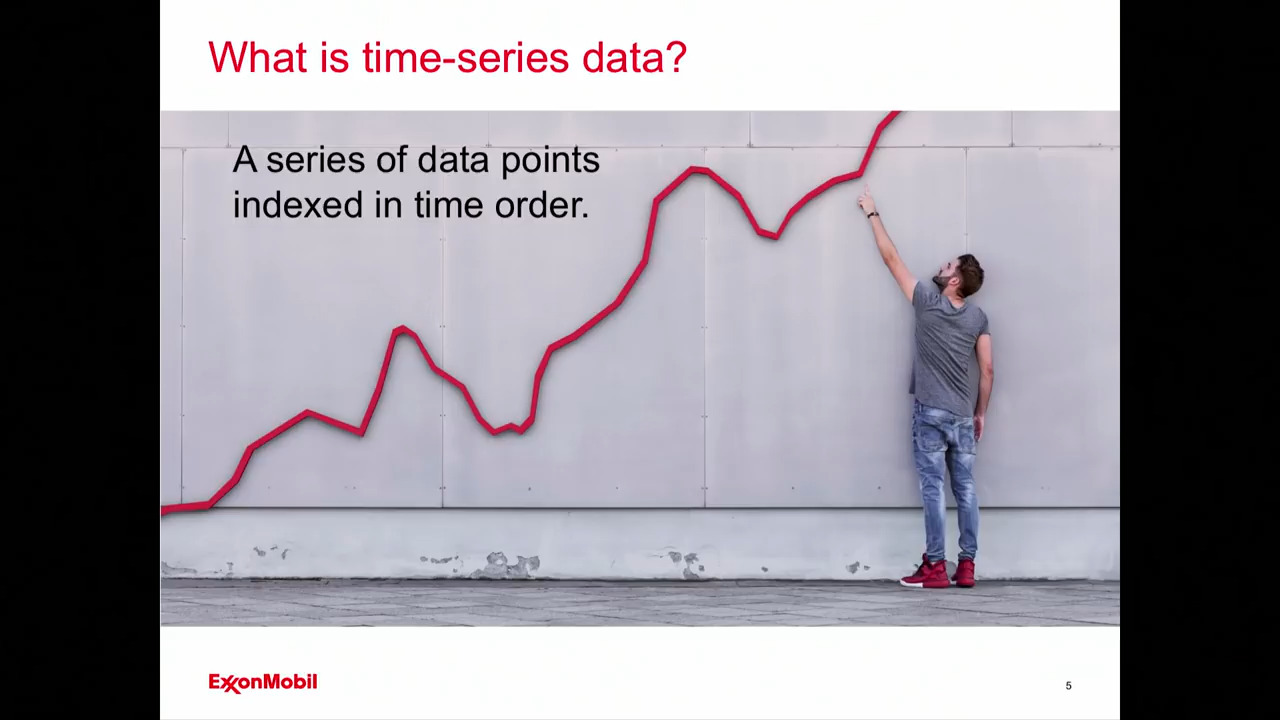 What is time-series data?
A series of data points
indexed in time order.
ExxonMobil
5